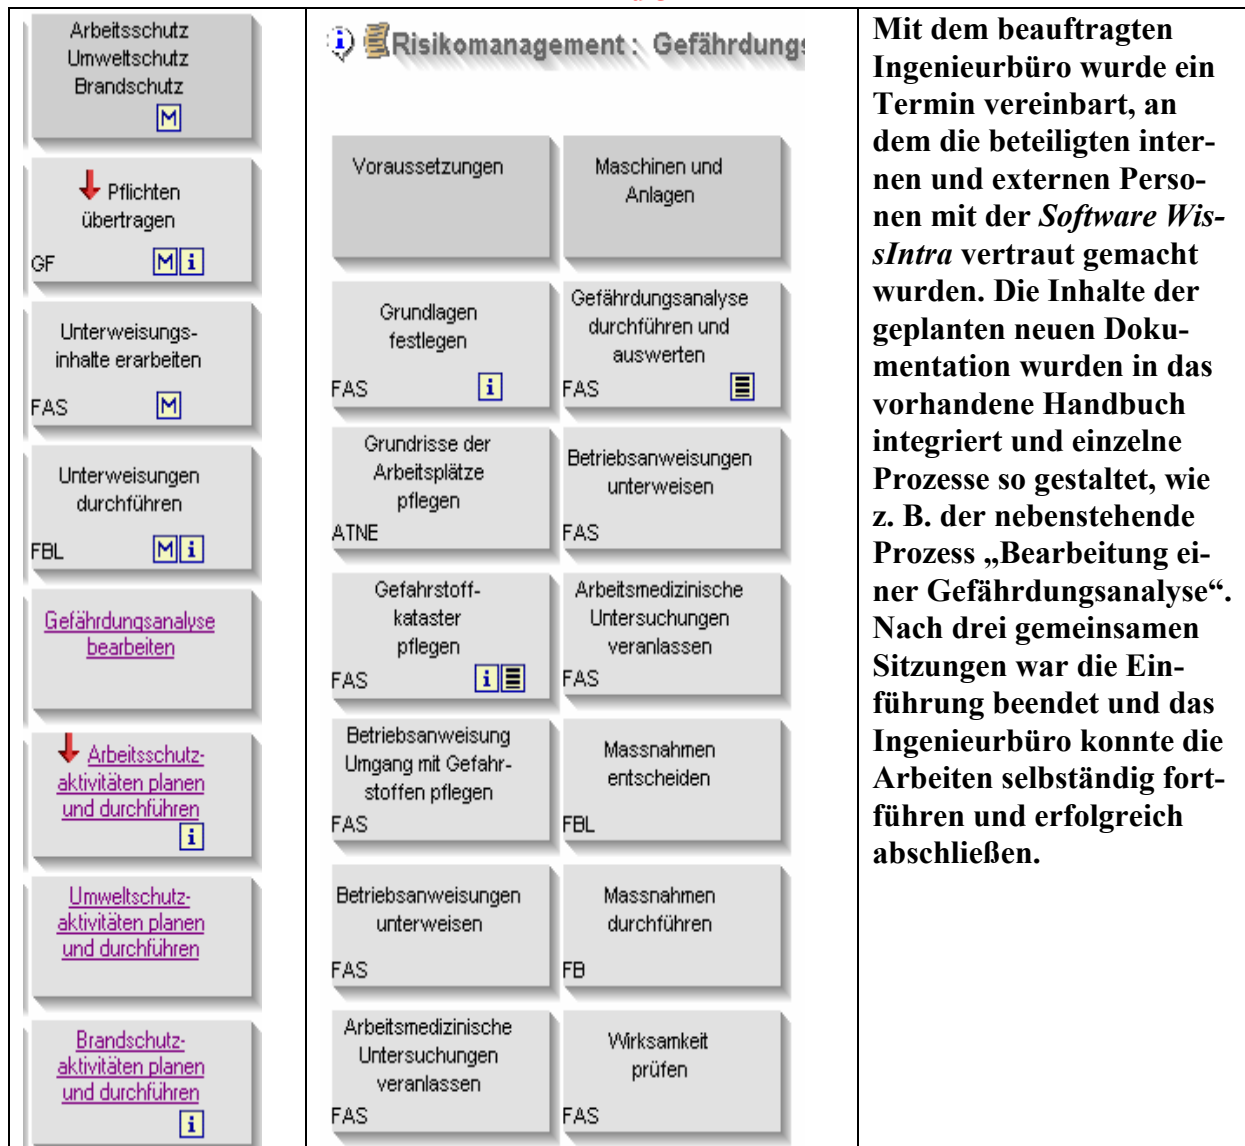 Arbeitsschutz
Umweltschutz
Brandschutz
M
Pflichten
übertragen
GF
M i
Unterweisungs-
inhalte erarbeiten
FAS
M
Unterweisungen
durchführen
FBL
M i
Gefährdungsanalyse
bearbeiten
Arbeitsschutz-
aktivitäten planen
und durchführen
i
Umweltschutz-
aktivitäten planen
und durchführen
Brandschutz-
aktivitäten planen
und durchführen
i
Risikomanagement : Gefährdungs
Voraussetzungen
Grundlagen
festlegen
FAS
i
Grundrisse der
Arbeitsplätze
pflegen
ATNE
Gefahrstoff-
kataster
pflegen
FAS
i
Betriebsanweisung
Umgang mit Gefahr-
stoffen pflegen
FAS
Betriebsanweisungen
unterweisen
FAS
Arbeitsmedizinische
Untersuchungen
veranlassen
FAS
Maschinen und
Anlagen
Gefährdungsanalyse
durchführen und
auswerten
FAS
Betriebsanweisungen
unterweisen
FAS
Arbeitsmedizinische
Untersuchungen
veranlassen
FAS
Massnahmen
entscheiden
FBL
Massnahmen
durchführen
FB
Wirksamkeit
prüfen
FAS
Mit dem beauftragten
Ingenieurbüro wurde ein
Termin vereinbart, an
dem die beteiligten inter-
nen und externen Perso-
nen mit der Software Wis-
sIntra vertraut gemacht
wurden. Die Inhalte der
geplanten neuen Doku-
mentation wurden in das
vorhandene Handbuch
integriert und einzelne
Prozesse so gestaltet, wie
z. B. der nebenstehende
Prozess „Bearbeitung ei-
ner Gefährdungsanalyse“.
Nach drei gemeinsamen
Sitzungen war die Ein-
führung beendet und das
Ingenieurbüro konnte die
Arbeiten selbständig fort-
führen und erfolgreich
abschließen.